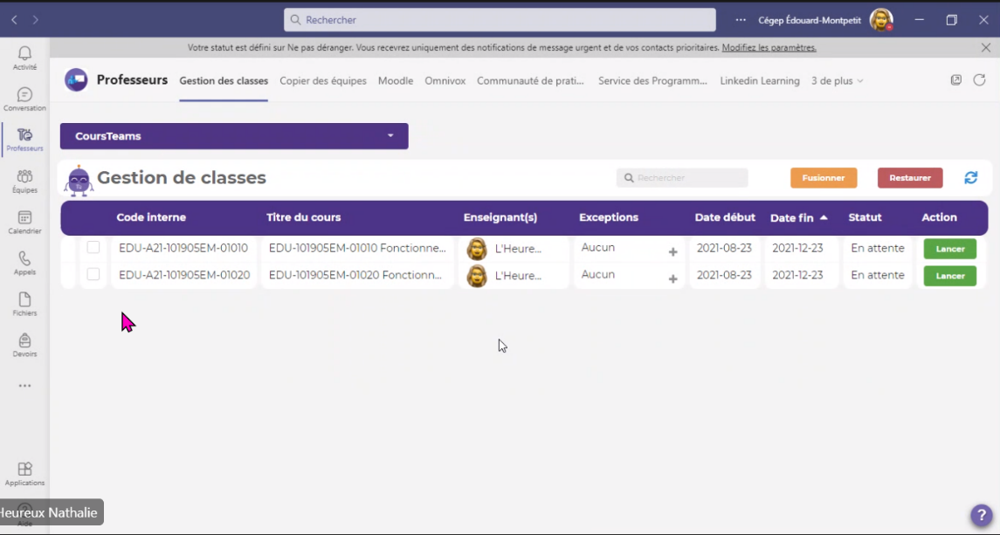 Rechercher
Cégep Édouard-Montpetit
Votre statut est défini sur Ne pas déranger. Vous recevrez uniquement des notifications de message urgent et de vos contacts prioritaires. Modifiez les paramètres.
Activité
Conversation
Professeurs
Équipes
Calendrier
Appels
Fichiers
Devoirs
Applications
Aide
Professeurs Gestion des classes Copier des équipes Moodle Omnivox Communauté de prati... Service des Programm... Linkedin Learning 3 de plus
CoursTeams
Gestion de classes Rechercher Fusionner Restaurer
Code interne Titre du cours Enseignant(s) Exceptions Date début Date fin Statut Action
EDU-A21-101905EM-01010 EDU-101905EM-01010 Fonctionne... L'Heure... Aucun + 2021-08-23 2021-12-23 En attente Lancer
EDU-A21-101905EM-01020 EDU-101905EM-01020 Fonctionn... L'Heure... Aucun + 2021-08-23 2021-12-23 En attente Lancer
Heureux Nathalie
?